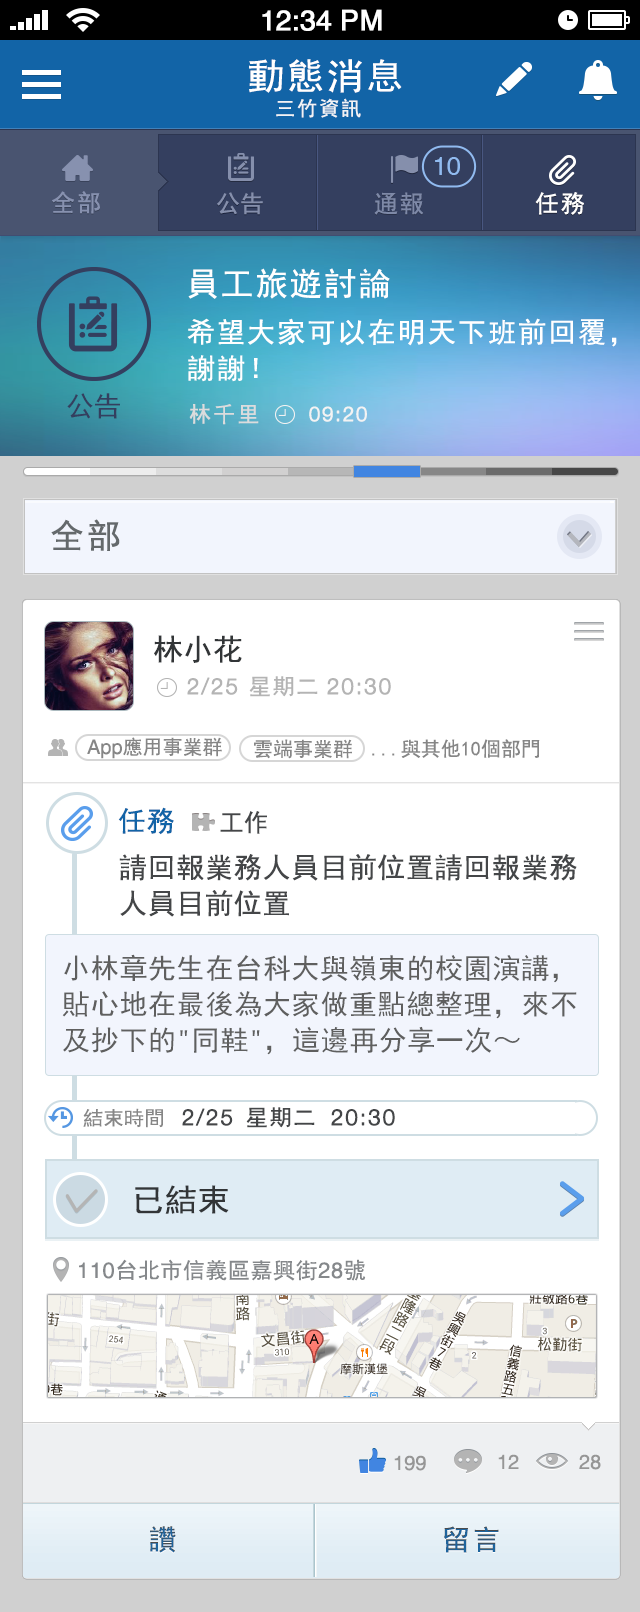 12:34 PM
動態消息
三竹資訊
全部
公告
通報
10
任務
員工旅遊討論
希望大家可以在明天下班前回覆，
謝謝！
公告
林千里 09:20
全部
林小花
2/25 星期二 20:30
App應用事業群 雲端事業群 ...與其他10個部門
任務 工作
請回報業務人員目前位置請回報業務
人員目前位置
小林章先生在台科大與嶺東的校園演講，
貼心地在最後為大家做重點總整理，來不
及抄下的"同鞋"，這邊再分享一次～
結束時間 2/25 星期二 20:30
已結束
110台北市信義區嘉興街28號
南路
莊敬路6巷
街
254
文昌街
310
A
隆路二段
吳興街7巷
P
3
松勤街
2
信義路五
摩斯漢堡
巷
吳
199 12 28
讚 留言